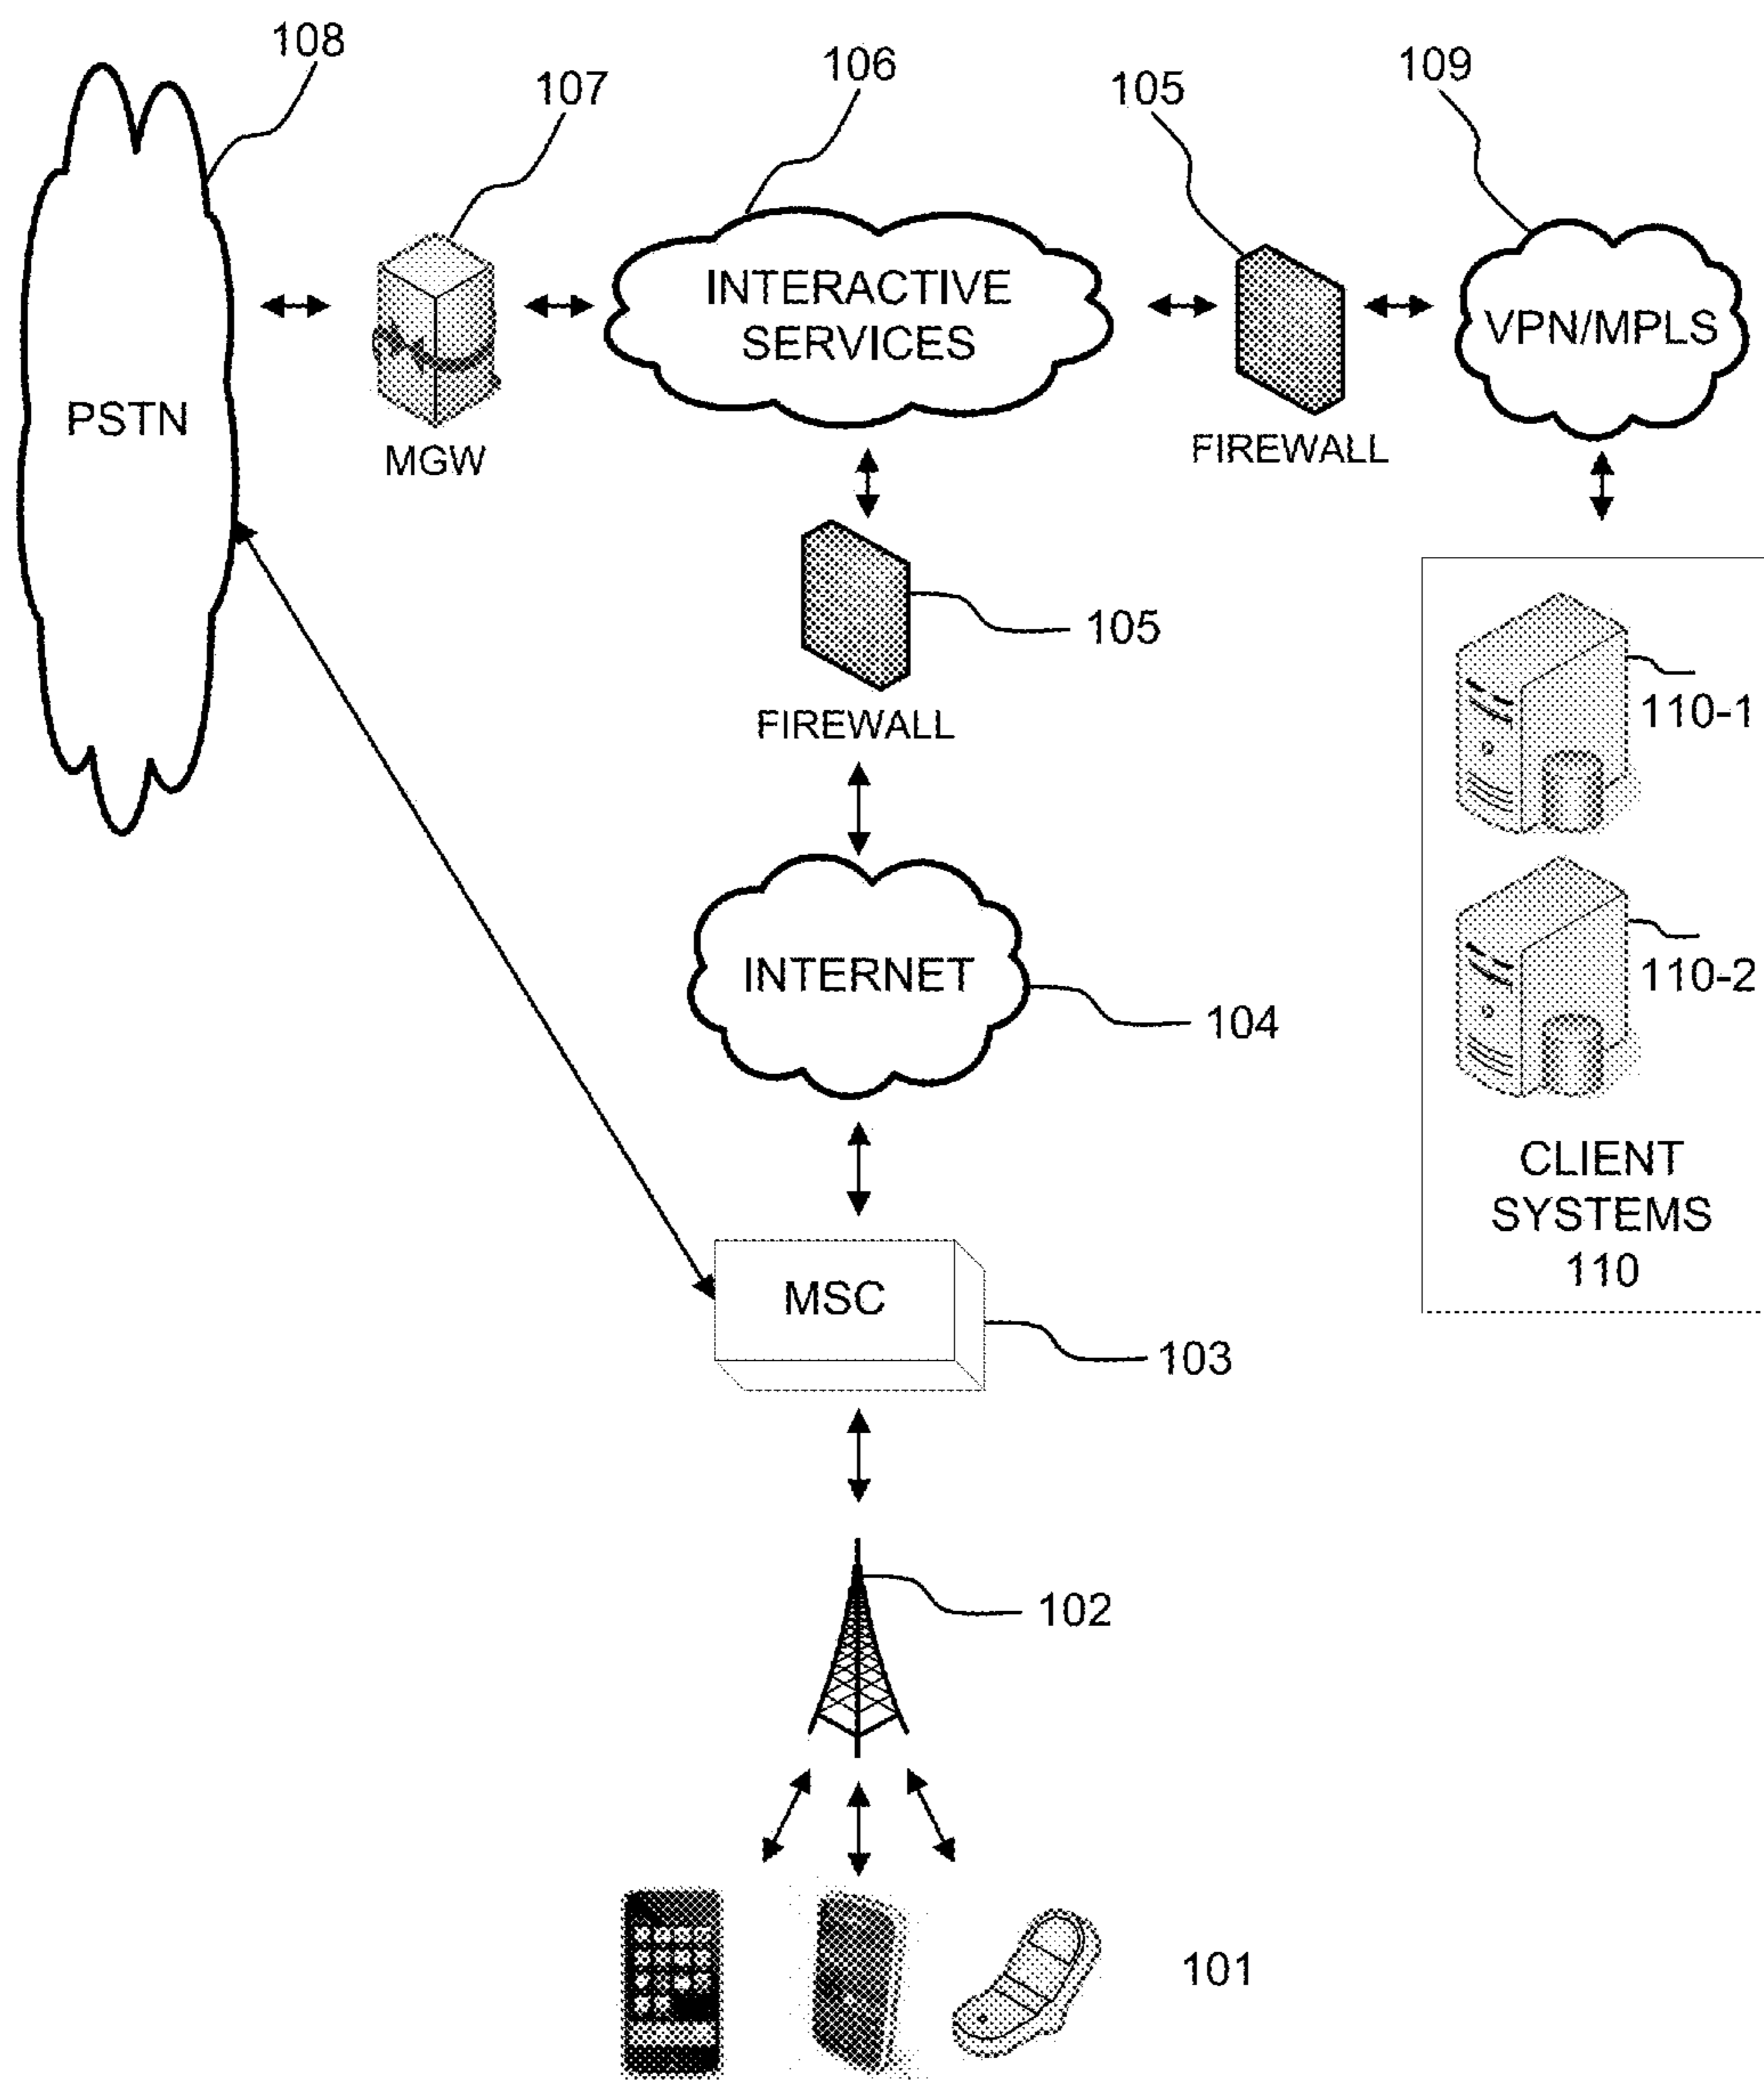 108
107
106
105
109
INTERACTIVE
SERVICES
VPN/MPLS
PSTN
MGW
FIREWALL
105
FIREWALL
110-1
INTERNET
110-2
104
CLIENT
SYSTEMS
110
MSC
103
102
101